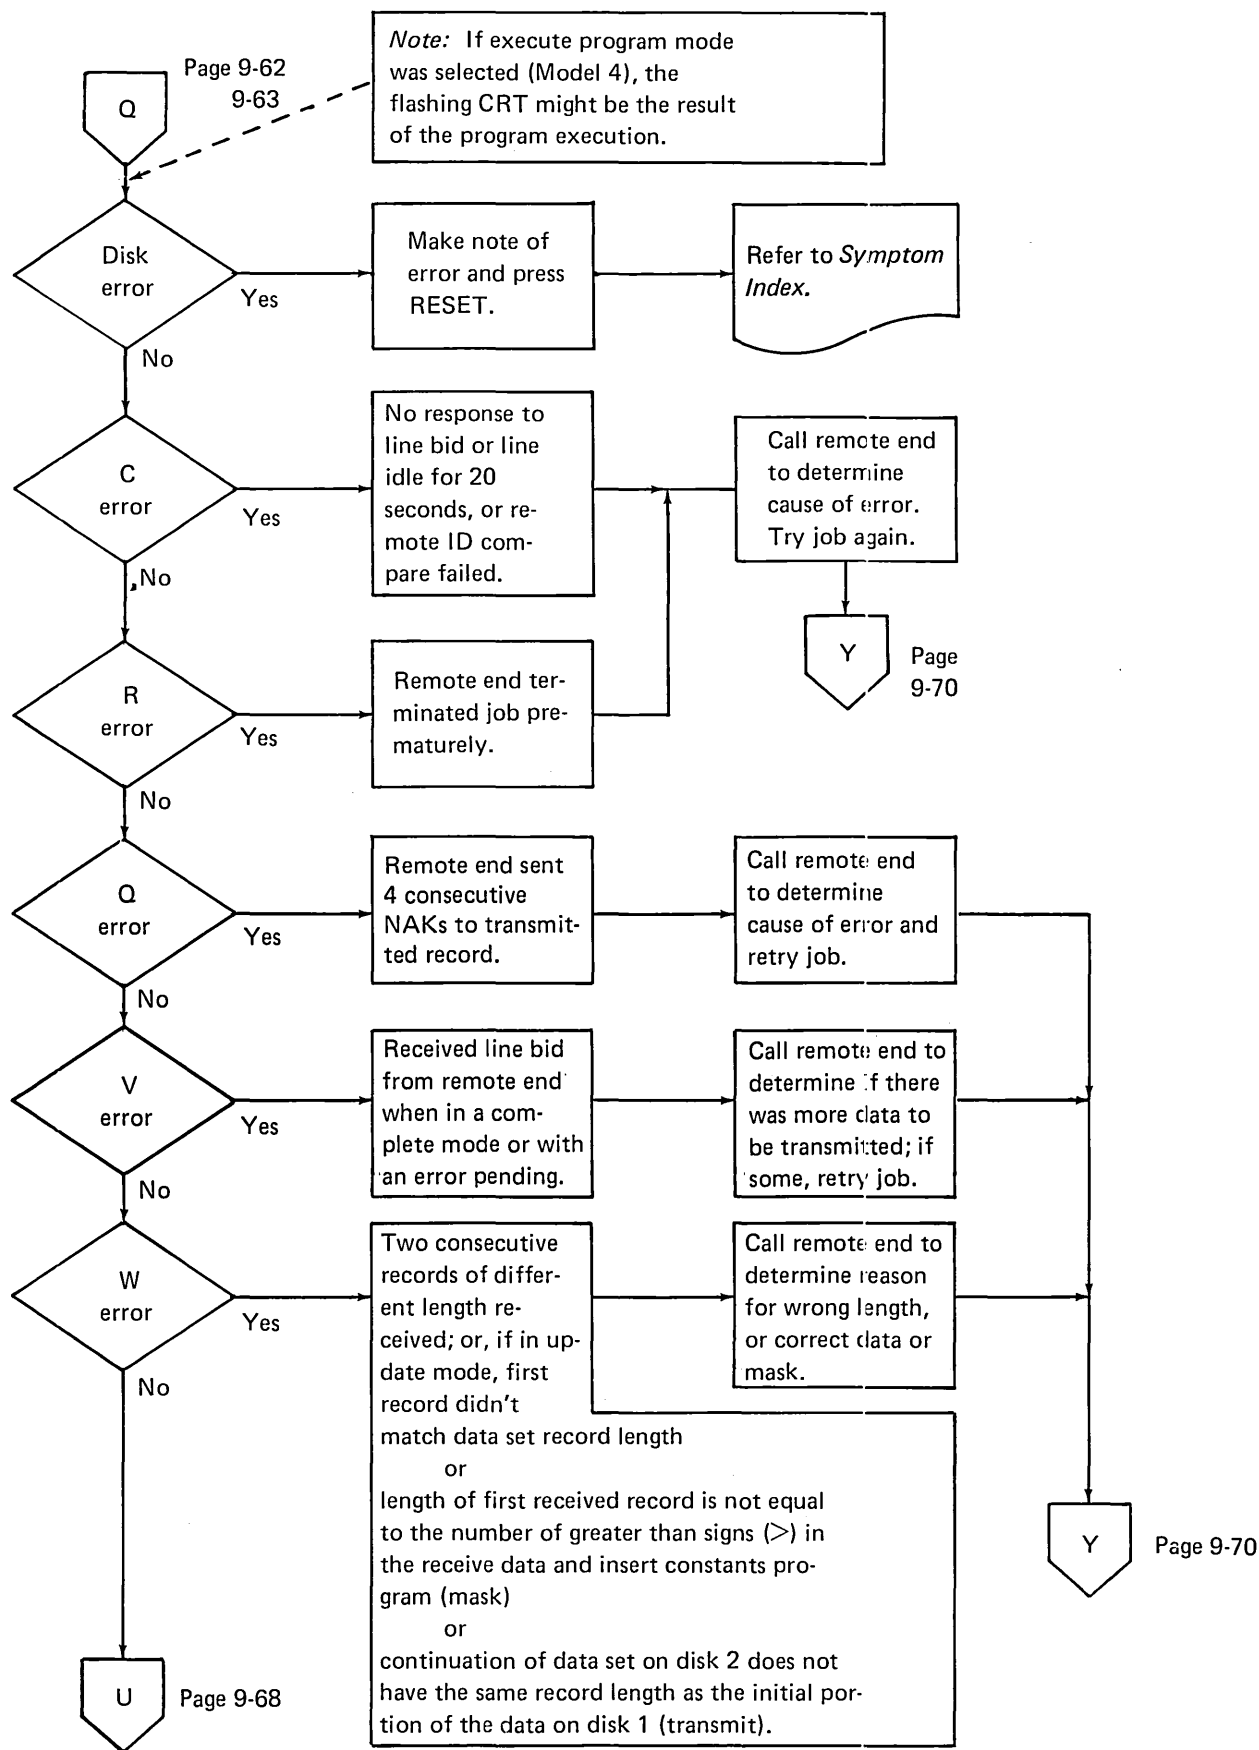 Note: If execute program mode
was selected (Model 4), the
flashing CRT might be the result
of the program execution.
Page 9-62
9-63
Q
Disk
error
Yes
No
Make note of
error and press
RESET.
Refer to Symptom
Index.
C
error
Yes
No
No response to
line bid or line
idle for 20
seconds, or re-
mote ID com-
pare failed.
Call remote end
to determine
cause of error.
Try job again.
Y
Page
9-70
R
error
Yes
No
Remote end ter-
minated job pre-
maturely.
Q
error
Yes
No
Remote end sent
4 consecutive
NAKs to transmit-
ted record.
Call remote end
to determine
cause of error and
retry job.
V
error
Yes
No
Received line bid
from remote end
when in a com-
plete mode or with
an error pending.
Call remote end to
determine if there
was more data to
be transmitted; if
some, retry job.
W
error
Yes
No
Two consecutive
records of differ-
ent length re-
ceived; or, if in up-
date mode, first
record didn't
match data set record length
or
length of first received record is not equal
to the number of greater than signs (>) in
the receive data and insert constants pro-
gram (mask)
or
continuation of data set on disk 2 does not
have the same record length as the initial por-
tion of the data on disk 1 (transmit).
Call remote end to
determine reason
for wrong length,
or correct data or
mask.
Y
Page 9-70
U
Page 9-68